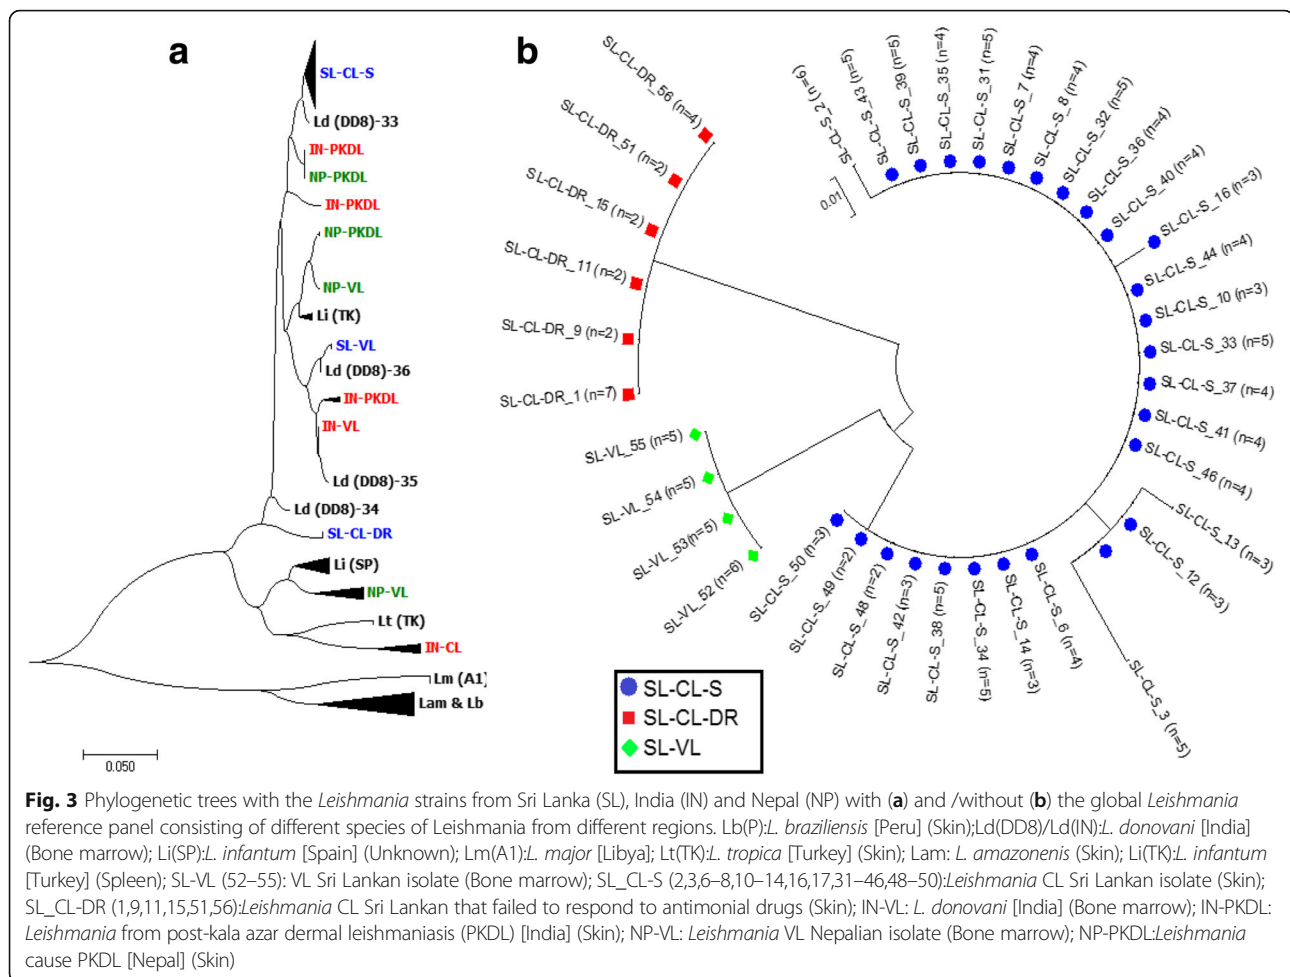 a
SL-CL-S
Ld (DD8)-33
IN-PKDL
NP-PKDL
IN-PKDL
NP-PKDL
NP-VL
Li (TK)
SL-VL
Ld (DD8)-36
IN-PKDL
IN-VL
Ld (DD8)-35
Ld (DD8)-34
SL-CL-DR
Li (SP)
NP-VL
Lt (TK)
IN-CL
Lm (A1)
Lam & Lb
0.050
b
SL-CL-DR_56 (n=4)
SL-CL-DR_51 (n=2)
SL-CL-DR_15 (n=2)
SL-CL-DR_11 (n=2)
SL-CL-DR_9 (n=2)
SL-CL-DR_1 (n=7)
SL-VL_55 (n=5)
SL-VL_54 (n=5)
SL-VL_53(n=5)
SL-VL_52 (n=6)
SL-CL-S_2 (n=6)
SL-CL-S_43 (n=5)
SL-CL-S_39 (n=5)
SL-CL-S_35 (n=4)
SL-CL-S_31 (n=5)
SL-CL-S_7 (n=4)
SL-CL-S_8 (n=4)
SL-CL-S_32 (n=5)
SL-CL-S_36 (n=4)
SL-CL-S_40 (n=4)
SL-CL-S_16 (n=3)
SL-CL-S_44 (n=4)
SL-CL-S_10 (n=3)
SL-CL-S_33 (n=5)
SL-CL-S_37 (n=4)
SL-CL-S_41 (n=4)
SL-CL-S_46 (n=4)
SL-CL-S_13 (n=3)
SL-CL-S_12 (n=3)
SL-CL-S_3 (n=5)
SL-CL-S_6 (n=4)
SL-CL-S_14 (n=3)
SL-CL-S_34 (n=5)
SL-CL-S_38 (n=5)
SL-CL-S_42 (n=3)
SL-CL-S_48 (n=2)
SL-CL-S_49 (n=2)
SL-CL-S_50 (n=3)
0.01
SL-CL-S
SL-CL-DR
SL-VL
Fig. 3 Phylogenetic trees with the Leishmania strains from Sri Lanka (SL), India (IN) and Nepal (NP) with (a) and /without (b) the global Leishmania
reference panel consisting of different species of Leishmania from different regions. Lb(P):L. braziliensis [Peru] (Skin);Ld(DD8)/Ld(IN):L. donovani [India]
(Bone marrow); Li(SP):L. infantum [Spain] (Unknown); Lm(A1):L. major [Libya]; Lt(TK):L. tropica [Turkey] (Skin); Lam: L. amazonenis (Skin); Li(TK):L. infantum
[Turkey] (Spleen); SL-VL (52–55): VL Sri Lankan isolate (Bone marrow); SL_CL-S (2,3,6–8,10–14,16,17,31–46,48–50):Leishmania CL Sri Lankan isolate (Skin);
SL_CL-DR (1,9,11,15,51,56):Leishmania CL Sri Lankan that failed to respond to antimonial drugs (Skin); IN-VL: L. donovani [India] (Bone marrow); IN-PKDL:
Leishmania from post-kala azar dermal leishmaniasis (PKDL) [India] (Skin); NP-VL: Leishmania VL Nepalian isolate (Bone marrow); NP-PKDL:Leishmania
cause PKDL [Nepal] (Skin)